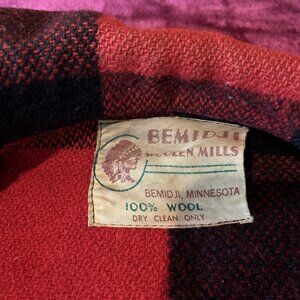 BEMIDJI
WOOLEN MILLS
BEMIDJI, MINNESOTA
100% WOOL
DRY CLEAN ONLY